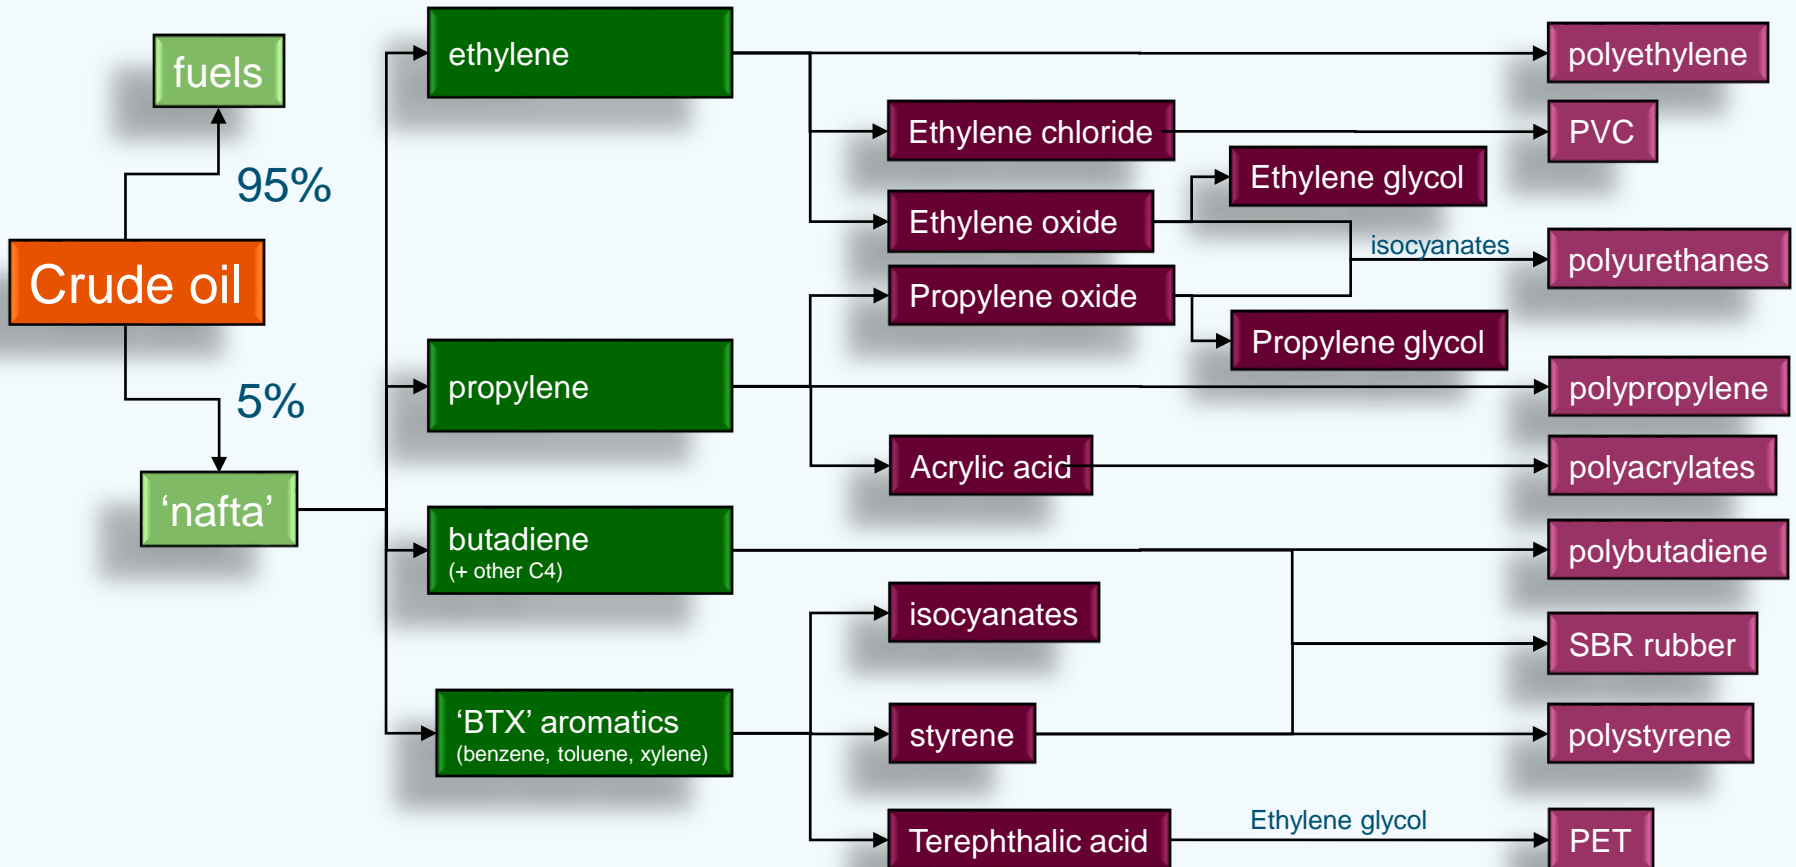 fuels
95%
Crude oil
5%
‘nafta’
ethylene
propylene
butadiene
(+ other C4)
‘BTX’ aromatics
(benzene, toluene, xylene)
Ethylene chloride
Ethylene oxide
Propylene oxide
Acrylic acid
isocyanates
styrene
Terephthalic acid
Ethylene glycol
Propylene glycol
isocyanates
Ethylene glycol
polyethylene
PVC
polyurethanes
polypropylene
polyacrylates
polybutadiene
SBR rubber
polystyrene
PET